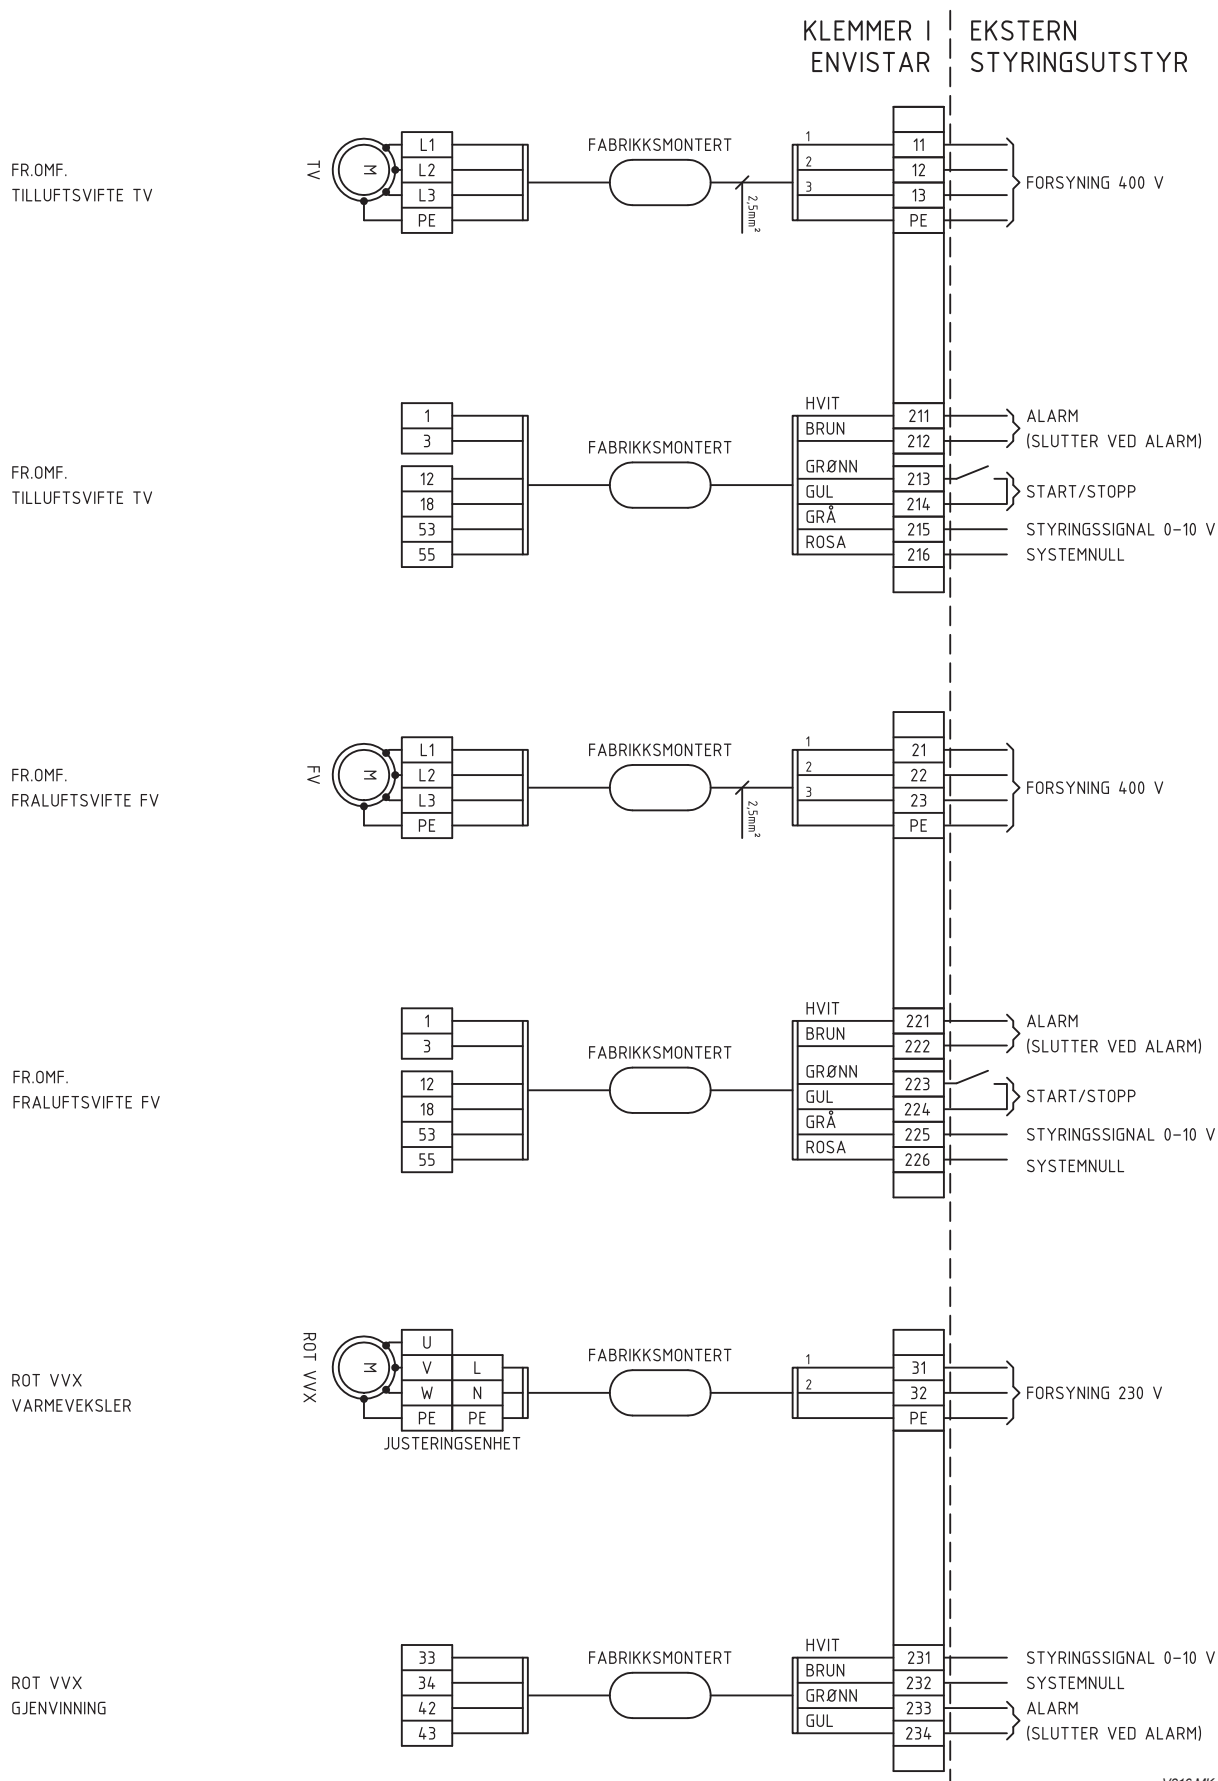 KLEMMER I
ENVISTAR
EKSTERN
STYRINGSUTSTYR
FR.OMF.
TILLUFTSVIFTE TV
TV
M
L1
L2
L3
PE
FABRIKKSMONTERT
2,5mm²
1
2
3
11
12
13
PE
FORSYNING 400 V
FR.OMF.
TILLUFTSVIFTE TV
1
3
12
18
53
55
FABRIKKSMONTERT
HVIT
BRUN
GRØNN
GUL
GRÅ
ROSA
211
212
213
214
215
216
ALARM
(SLUTTER VED ALARM)
START/STOPP
STYRINGSSIGNAL 0-10 V
SYSTEMNULL
FR.OMF.
FRALUFTSVIFTE FV
FV
M
L1
L2
L3
PE
FABRIKKSMONTERT
2,5mm²
1
2
3
21
22
23
PE
FORSYNING 400 V
FR.OMF.
FRALUFTSVIFTE FV
1
3
12
18
53
55
FABRIKKSMONTERT
HVIT
BRUN
GRØNN
GUL
GRÅ
ROSA
221
222
223
224
225
226
ALARM
(SLUTTER VED ALARM)
START/STOPP
STYRINGSSIGNAL 0-10 V
SYSTEMNULL
ROT VVX
VARMEVEKSLER
ROT VVX
M
U
V L
W N
PE PE
JUSTERINGSENHET
FABRIKKSMONTERT
1
2
31
32
PE
FORSYNING 230 V
ROT VVX
GJENVINNING
33
34
42
43
FABRIKKSMONTERT
HVIT
BRUN
GRØNN
GUL
231
232
233
234
STYRINGSSIGNAL 0-10 V
SYSTEMNULL
ALARM
(SLUTTER VED ALARM)